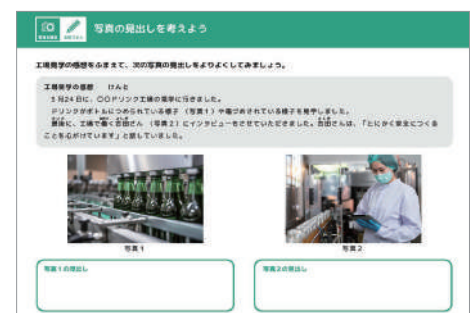 写真の見出しを考えよう
工場見学の感想をふまえて、次の写真の見出しをよりよくしてみましょう。
工場見学の感想 けんと
5月24日に、〇〇ドリンク工場の見学に行きました。
ドリンクがボトルにつめられている様子（写真1）や箱づめされている様子を見学しました。
最後に、工場で働く吉田さん（写真2）にインタビューをさせていただきました。吉田さんは、「とにかく安全につくる
ことを心がけています」と話していました。
写真1
写真2
写真1の見出し
写真2の見出し